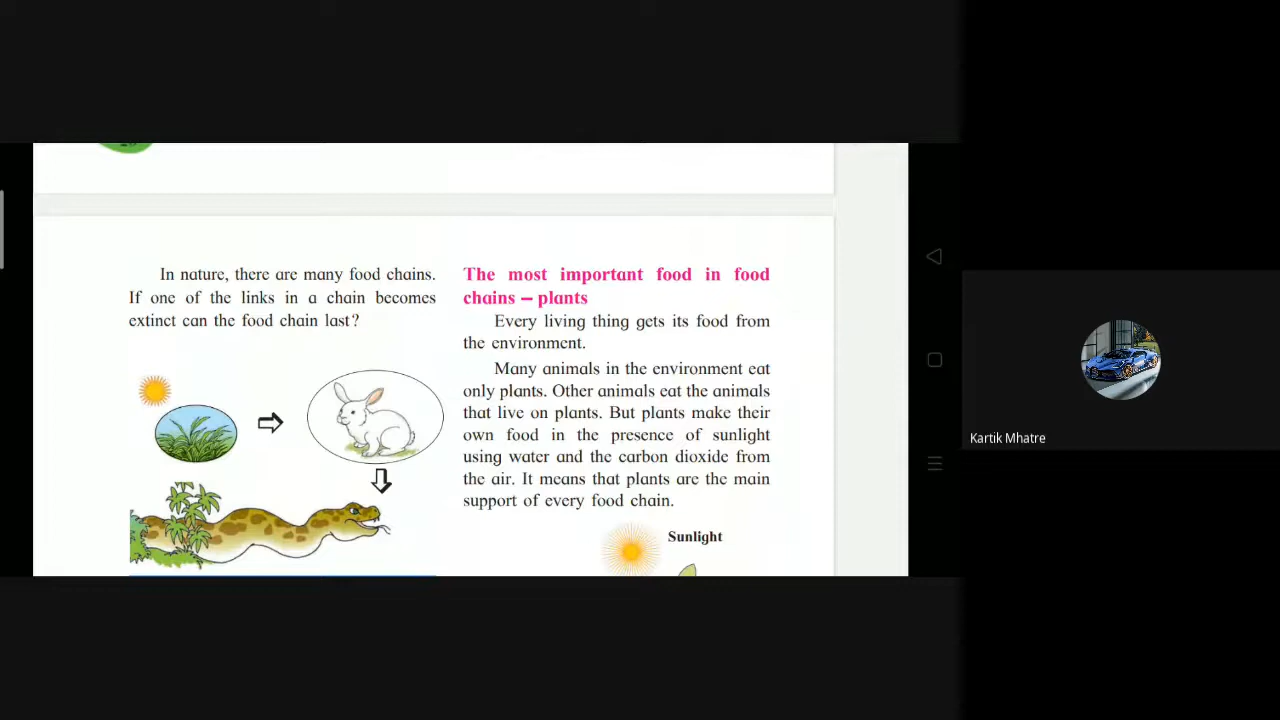 In nature, there are many food chains.
If one of the links in a chain becomes
extinct can the food chain last?
The most important food in food
chains – plants
Every living thing gets its food from
the environment.
Many animals in the environment eat
only plants. Other animals eat the animals
that live on plants. But plants make their
own food in the presence of sunlight
using water and the carbon dioxide from
the air. It means that plants are the main
support of every food chain.
Sunlight
Kartik Mhatre